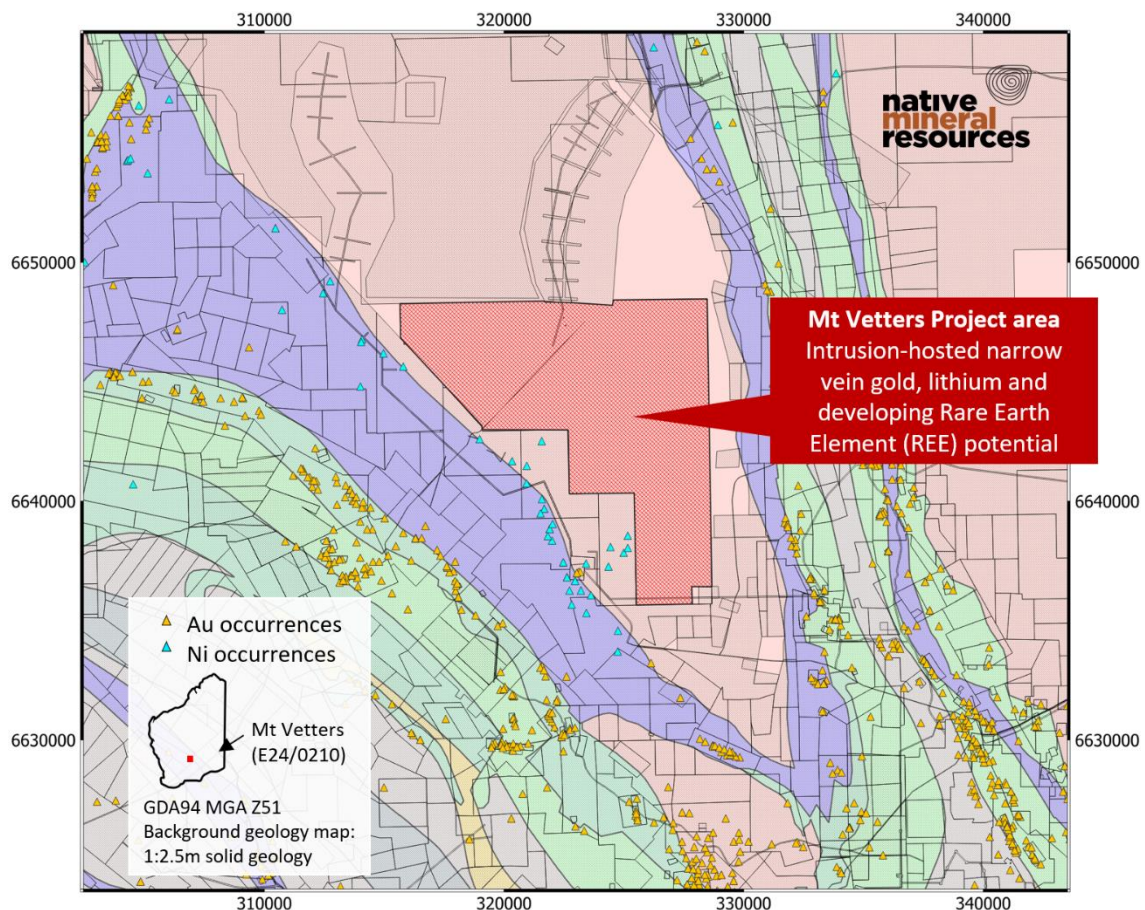 310000 320000 330000 340000
native
mineral
resources
6650000 6650000
Mt Vetters Project area
Intrusion-hosted narrow
vein gold, lithium and
developing Rare Earth
Element (REE) potential
6640000 6640000
Au occurrences
Ni occurrences
Mt Vetters
(E24/0210)
6630000 6630000
GDA94 MGA Z51
Background geology map:
1:2.5m solid geology
310000 320000 330000 340000